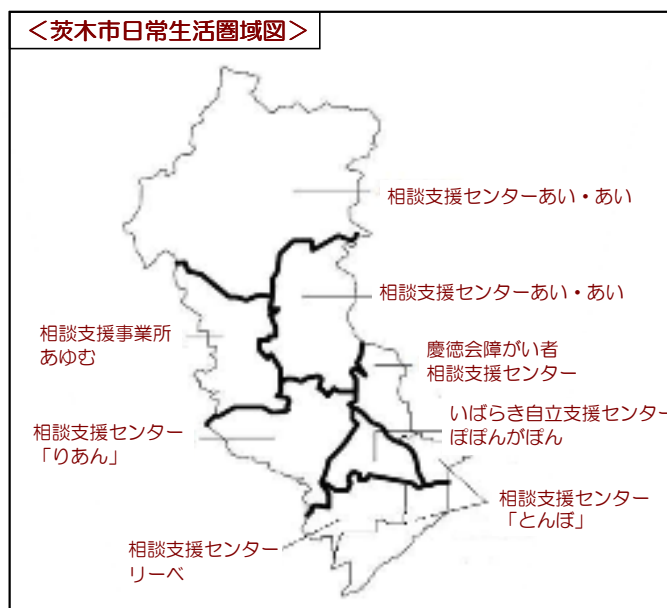 ＜茨木市日常生活圏域図＞
相談支援センターあい・あい
相談支援センターあい・あい
相談支援事業所
あゆむ
慶徳会障がい者
相談支援センター
いばらき自立支援センター
ぽぽんがぽん
相談支援センター
「りあん」
相談支援センター
「とんぼ」
相談支援センター
リーベ